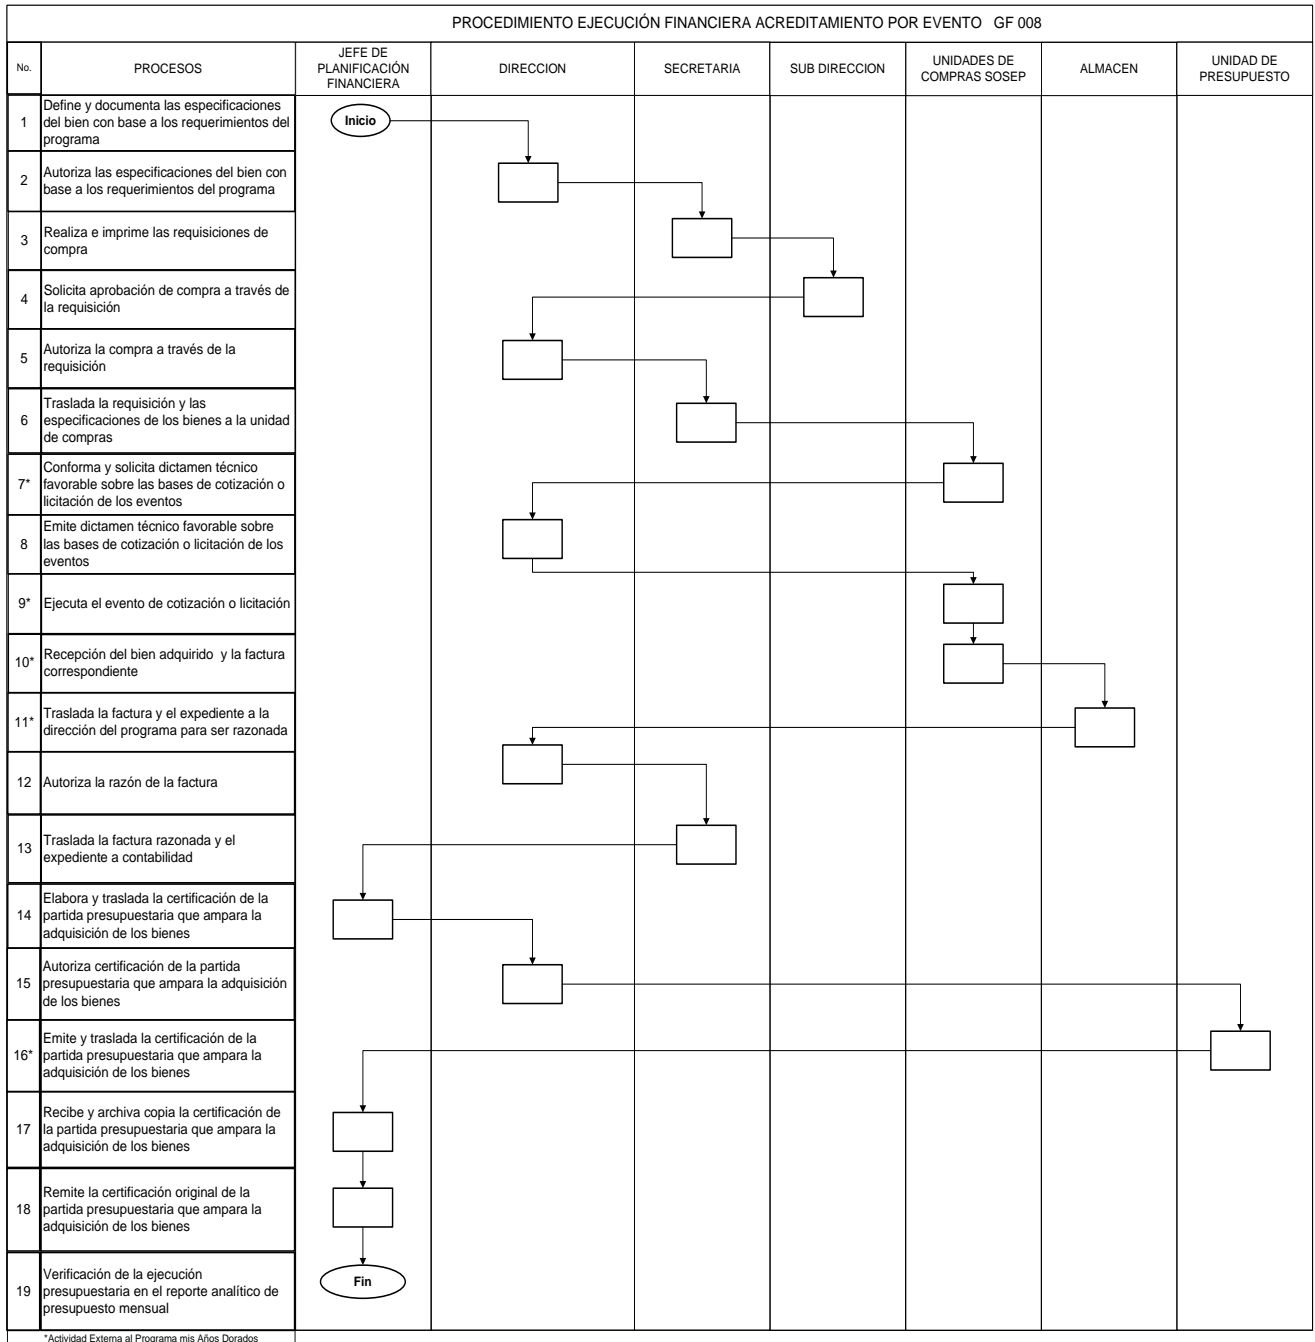 PROCEDIMIENTO EJECUCIÓN FINANCIERA ACREDITAMIENTO POR EVENTO GF 008
No.
PROCESOS
JEFE DE
PLANIFICACIÓN
FINANCIERA
DIRECCION
SECRETARIA
SUB DIRECCION
UNIDADES DE
COMPRAS SOSEP
ALMACEN
UNIDAD DE
PRESUPUESTO
1
Define y documenta las especificaciones
del bien con base a los requerimientos del
programa
Inicio
2
Autoriza las especificaciones del bien con
base a los requerimientos del programa
3
Realiza e imprime las requisiciones de
compra
4
Solicita aprobación de compra a través de
la requisición
5
Autoriza la compra a través de la
requisición
6
Traslada la requisición y las
especificaciones de los bienes a la unidad
de compras
7*
Conforma y solicita dictamen técnico
favorable sobre las bases de cotización o
licitación de los eventos
8
Emite dictamen técnico favorable sobre
las bases de cotización o licitación de los
eventos
9*
Ejecuta el evento de cotización o licitación
10*
Recepción del bien adquirido y la factura
correspondiente
11*
Traslada la factura y el expediente a la
dirección del programa para ser razonada
12
Autoriza la razón de la factura
13
Traslada la factura razonada y el
expediente a contabilidad
14
Elabora y traslada la certificación de la
partida presupuestaria que ampara la
adquisición de los bienes
15
Autoriza certificación de la partida
presupuestaria que ampara la adquisición
de los bienes
16*
Emite y traslada la certificación de la
partida presupuestaria que ampara la
adquisición de los bienes
17
Recibe y archiva copia la certificación de
la partida presupuestaria que ampara la
adquisición de los bienes
18
Remite la certificación original de la
partida presupuestaria que ampara la
adquisición de los bienes
19
Verificación de la ejecución
presupuestaria en el reporte analítico de
presupuesto mensual
Fin
*Actividad Externa al Programa mis Años Dorados